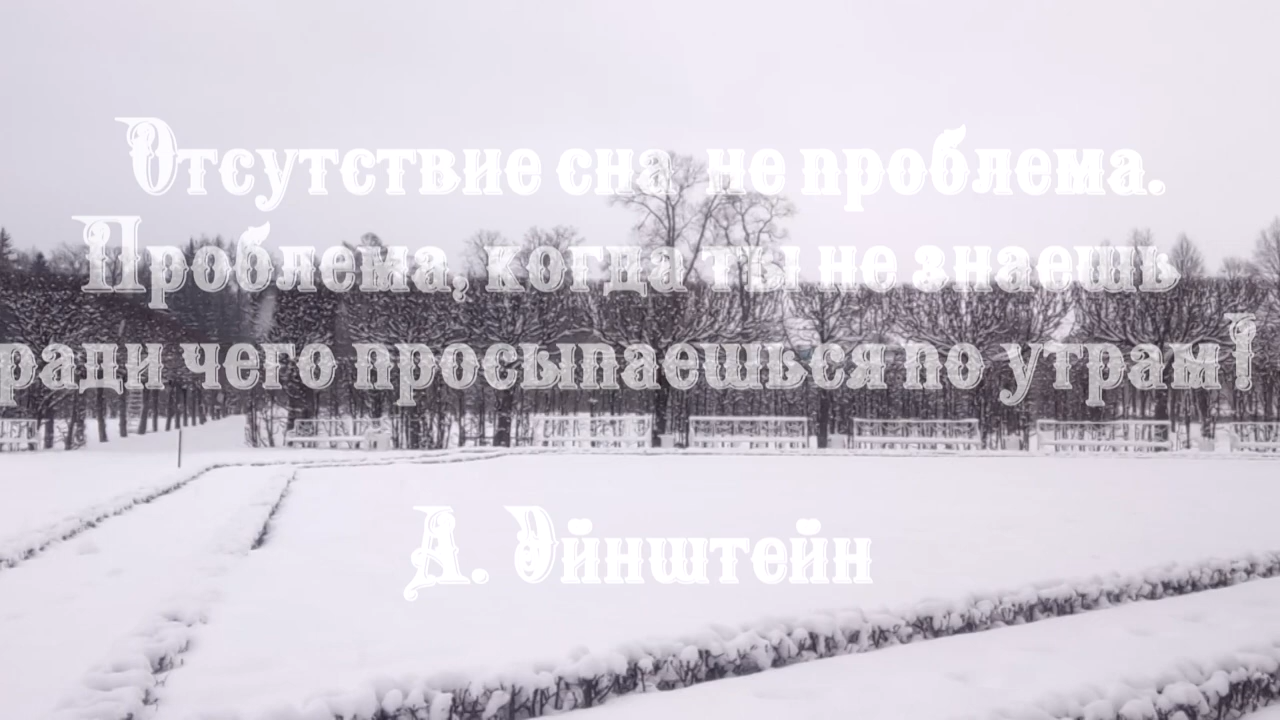 Отсутствие сна не проблема.
Проблема, когда ты не знаешь
ради чего просыпаешься по утрам!
А. Эйнштейн